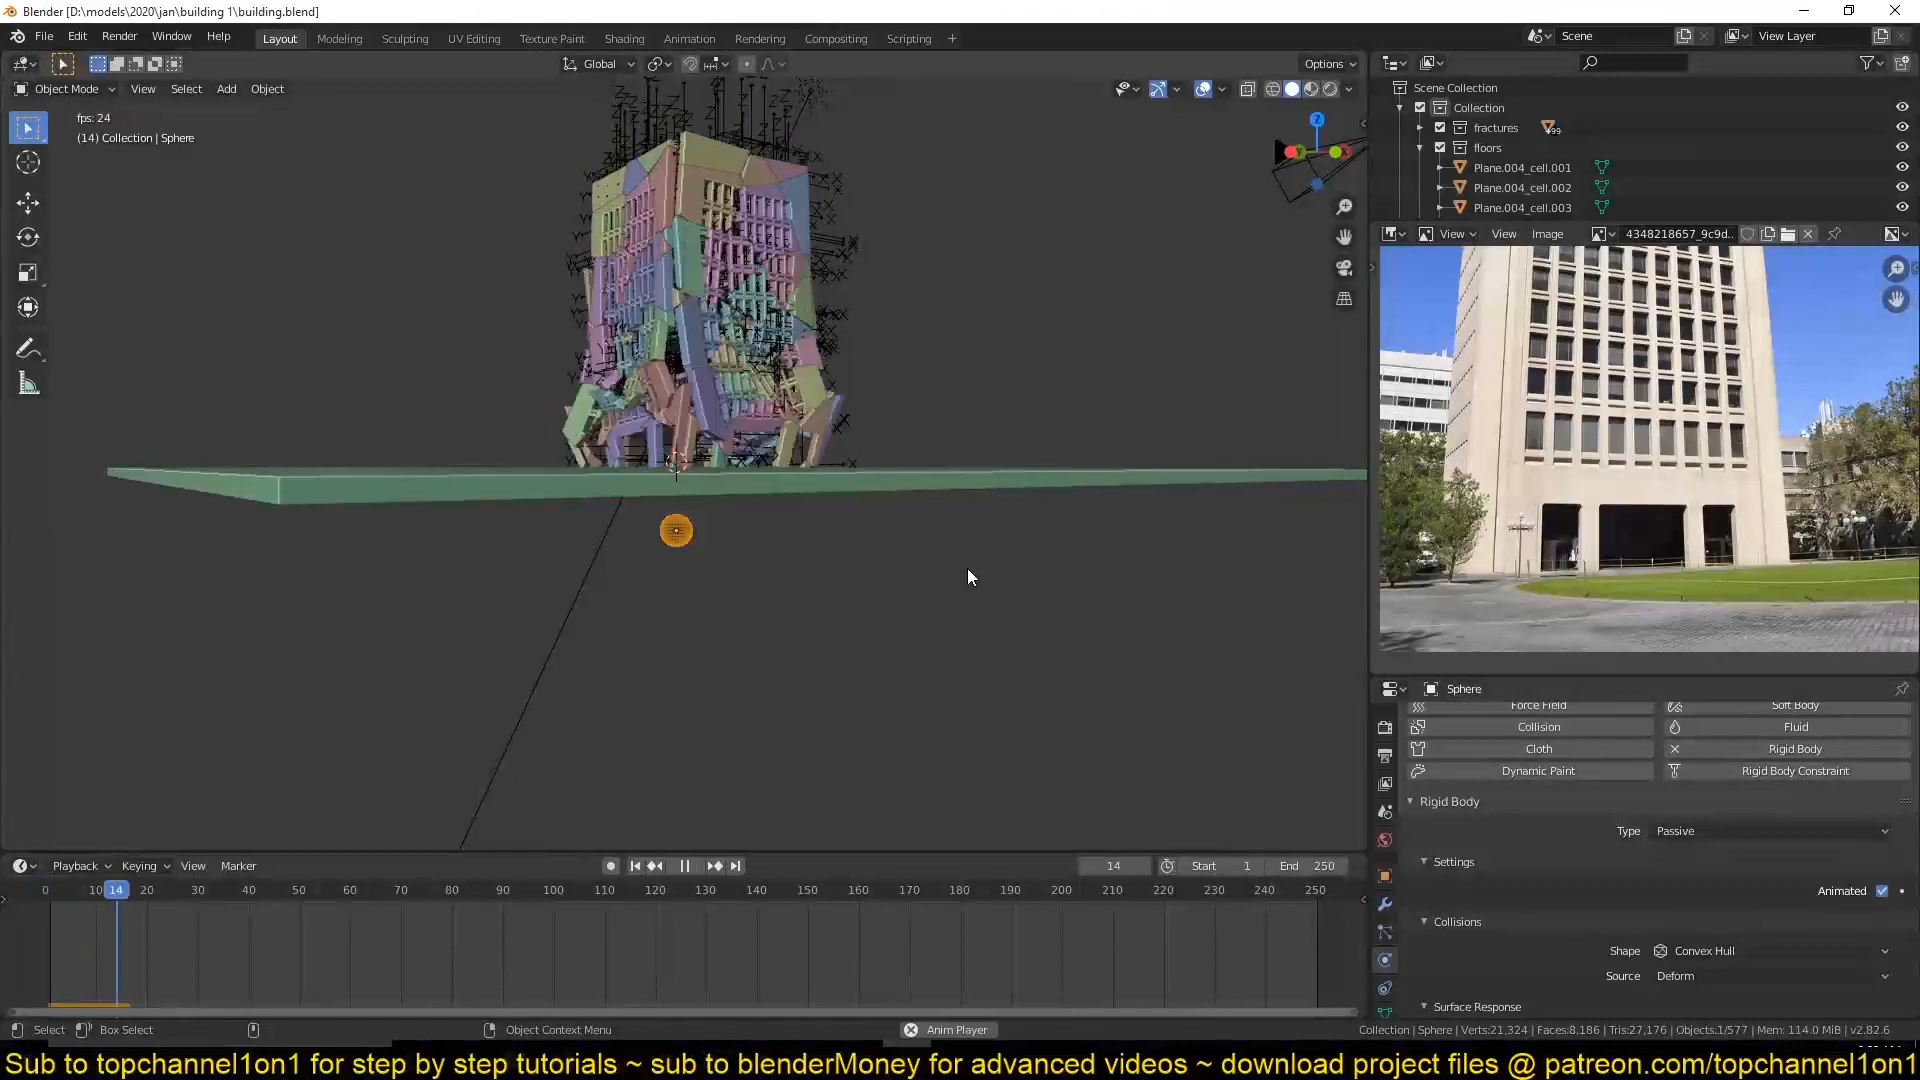 Blender [D:\models\2020\jan\building 1\building.blend]
File Edit Render Window Help
Layout Modeling Sculpting UV Editing Texture Paint Shading Animation Rendering Compositing Scripting +
Scene
View Layer
Global
Options
Object Mode View Select Add Object
fps: 24
(14) Collection | Sphere
Scene Collection
Collection
fractures
+99
floors
Plane.004_cell.001
Plane.004_cell.002
Plane.004_cell.003
View View Image 4348218657_9c9d..
Sphere
Force Field Soft Body
Collision Fluid
Cloth Rigid Body
Dynamic Paint Rigid Body Constraint
Rigid Body
Type Passive
Settings
Animated
Collisions
Shape Convex Hull
Source Deform
Surface Response
Playback Keying View Marker
14 Start 1 End 250
0 10 14 20 30 40 50 60 70 80 90 100 110 120 130 140 150 160 170 180 190 200 210 220 230 240 250
Select Box Select Object Context Menu Anim Player
Collection | Sphere | Verts:21,324 | Faces:8,186 | Tris:27,176 | Objects:1/577 | Mem: 114.0 MiB | v2.82.6
Sub to topchannel1on1 for step by step tutorials ~ sub to blenderMoney for advanced videos ~ download project files @ patreon.com/topchannel1on1